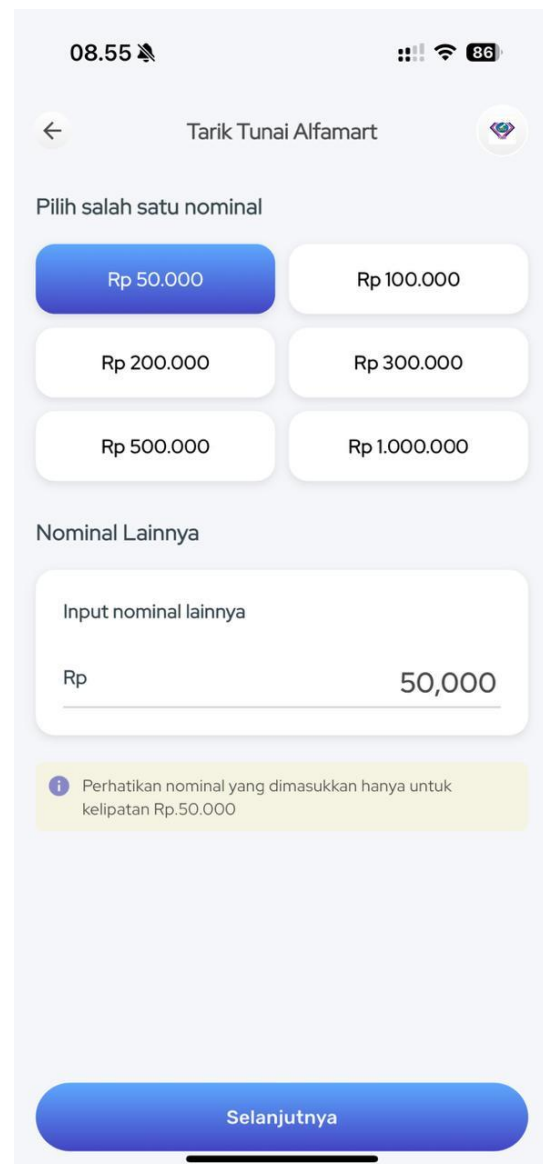 08.55
86
Tarik Tunai Alfamart
Pilih salah satu nominal
Rp 50.000
Rp 100.000
Rp 200.000
Rp 300.000
Rp 500.000
Rp 1.000.000
Nominal Lainnya
Input nominal lainnya
Rp 50,000
Perhatikan nominal yang dimasukkan hanya untuk
kelipatan Rp.50.000
Selanjutnya